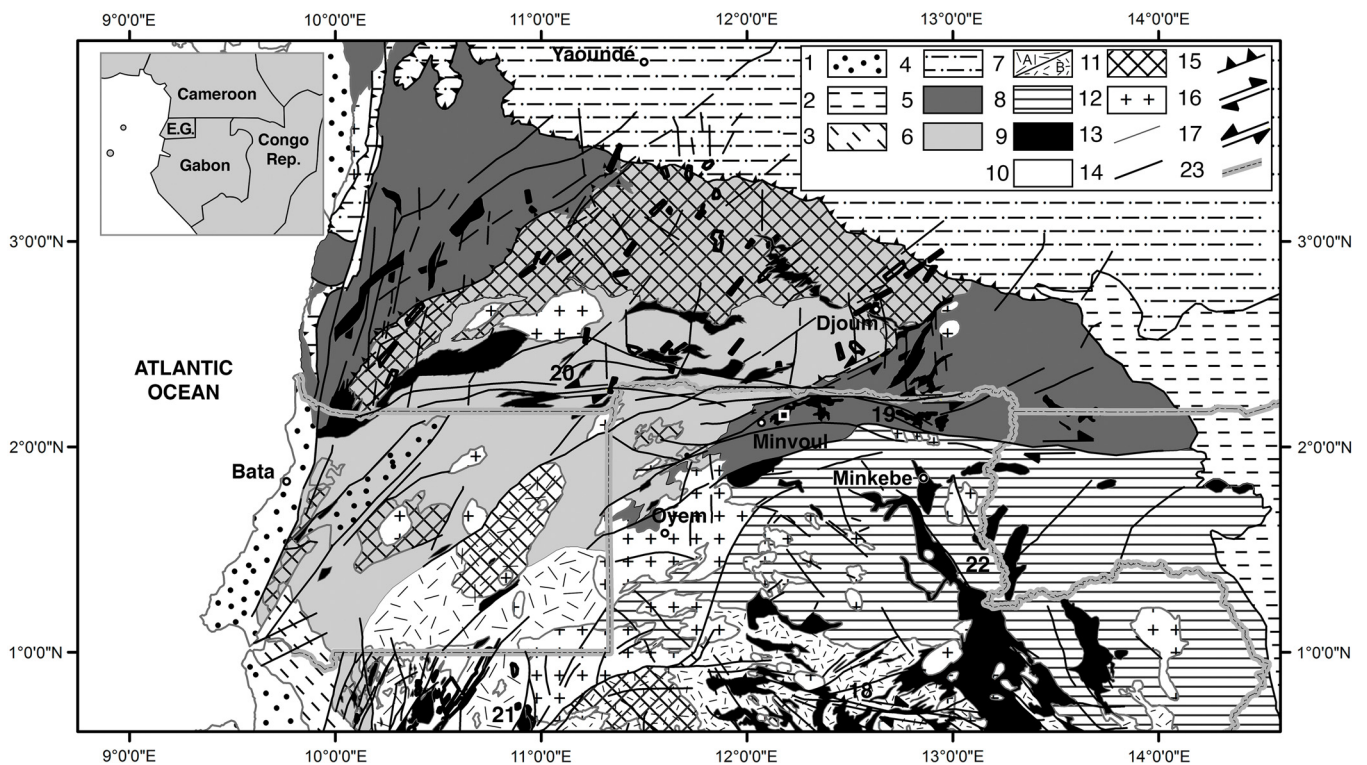 9°0'0"E 10°0'0"E 11°0'0"E 12°0'0"E 13°0'0"E 14°0'0"E
Yaoundé
1 4 7 A B 11 15
2 5 8 12 16
3 6 9 13 17
10 14 23
Cameroon
E.G.
Congo
Rep.
Gabon
3°0'0"N 3°0'0"N
Djoum
ATLANTIC
OCEAN
20
19
2°0'0"N 2°0'0"N
Minvoul
Bata
Minkebe
Oyem
22
1°0'0"N 1°0'0"N
18
21
9°0'0"E 10°0'0"E 11°0'0"E 12°0'0"E 13°0'0"E 14°0'0"E